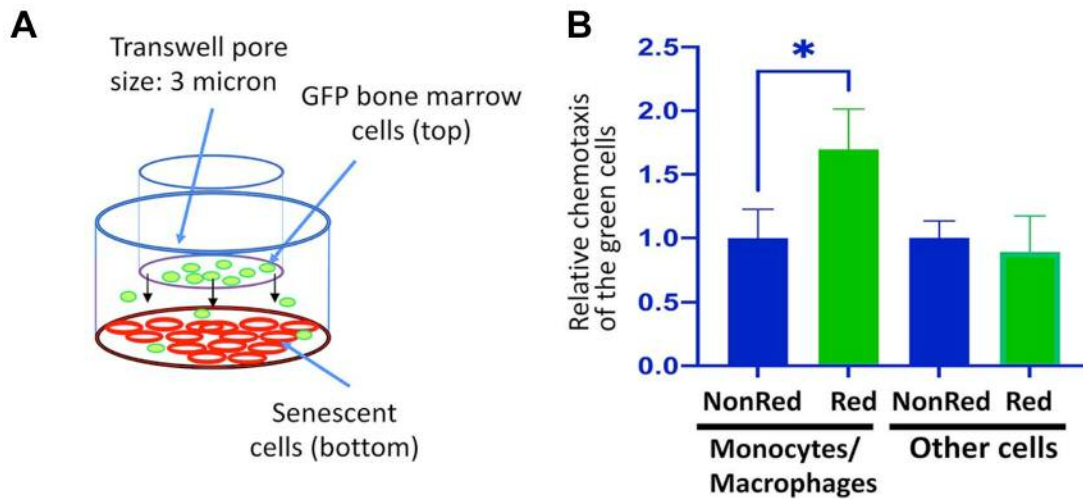 A
Transwell pore
size: 3 micron
GFP bone marrow
cells (top)
Senescent
cells (bottom)
B
Relative chemotaxis
of the green cells
2.5
2.0
1.5
1.0
0.5
0.0
*
NonRed Red NonRed Red
Monocytes/
Macrophages
Other cells